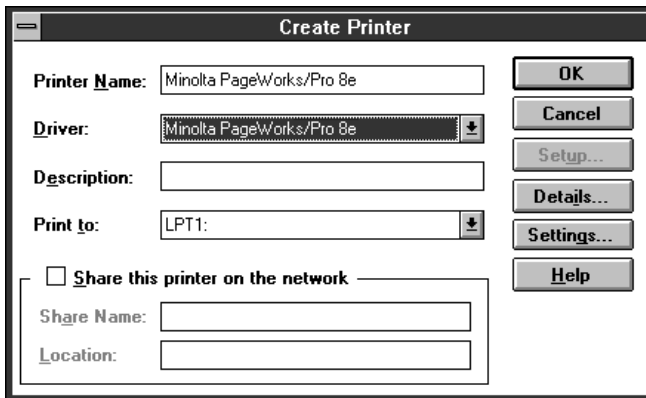 Create Printer
Printer Name: Minolta PageWorks/Pro 8e
Driver: Minolta PageWorks/Pro 8e
Description:
Print to: LPT1:
Share this printer on the network
Share Name:
Location:
OK
Cancel
Setup...
Details...
Settings...
Help